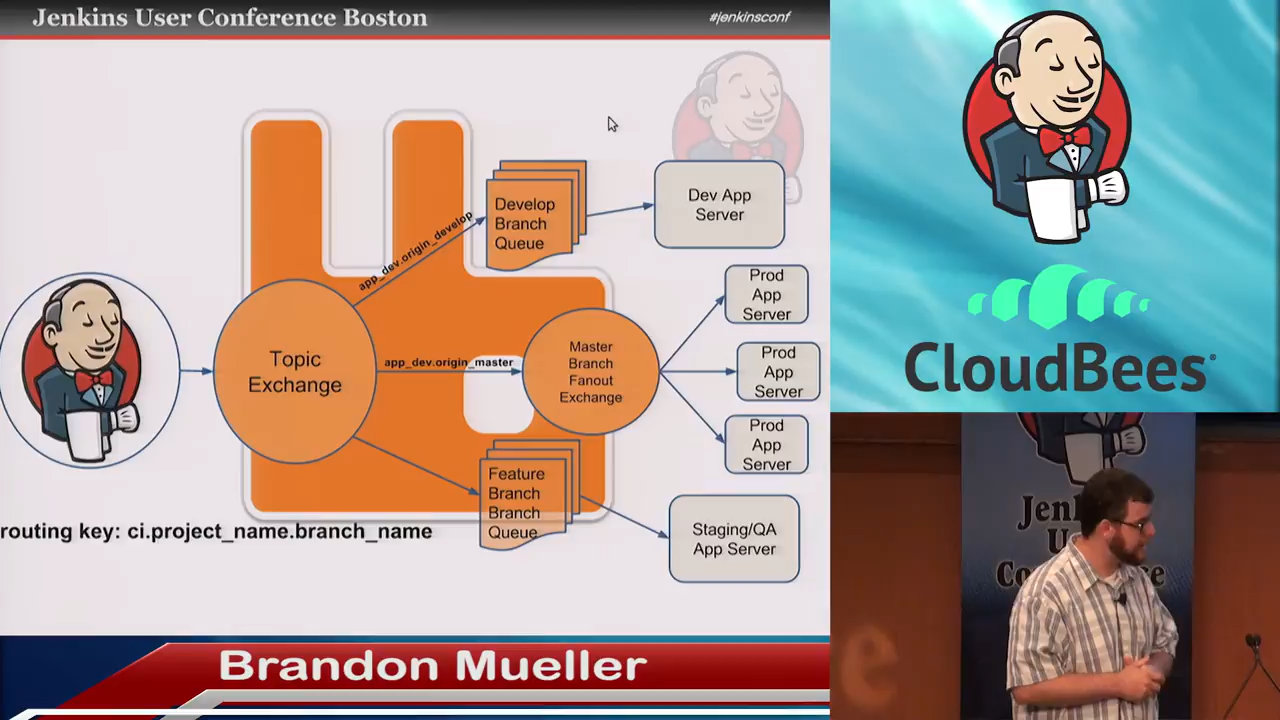 Jenkins User Conference Boston
#jenkinsconf
Develop
Branch
Queue
Dev App
Server
app_dev.origin_develop
Prod
App
Server
Topic
Exchange
app_dev.origin_master
Master
Branch
Fanout
Exchange
Prod
App
Server
Prod
App
Server
Feature
Branch
Branch
Queue
Staging/QA
App Server
routing key: ci.project_name.branch_name
Brandon Mueller
CloudBees